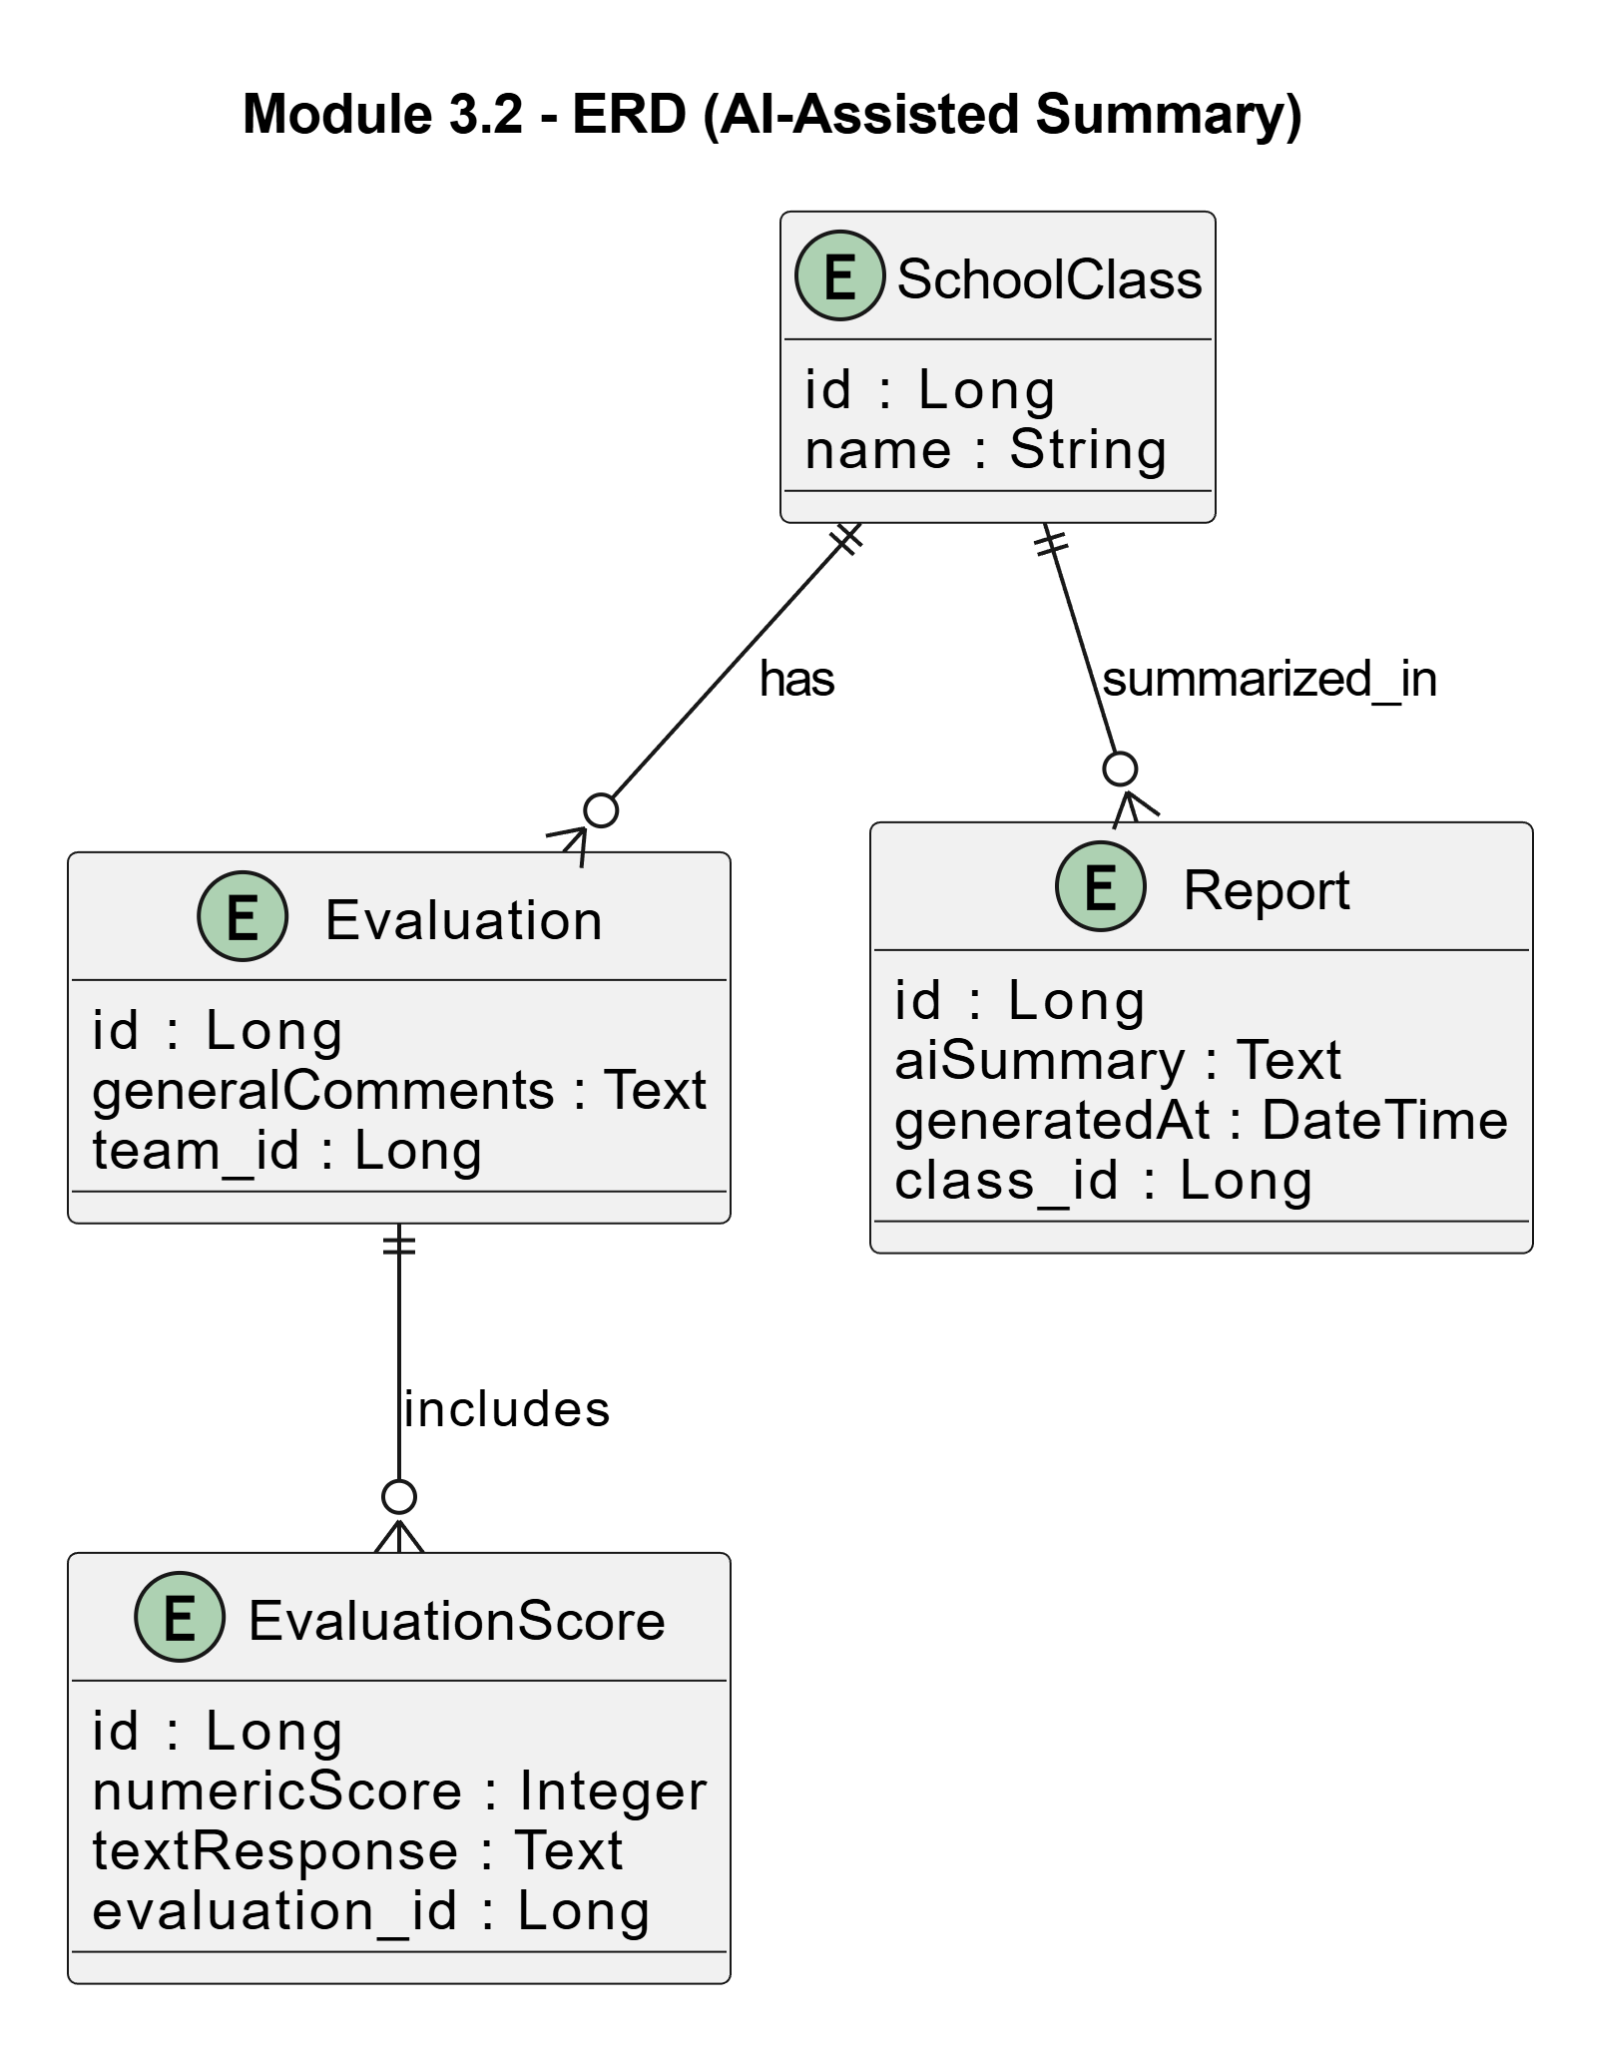 Module 3.2 - ERD (AI-Assisted Summary)
E SchoolClass
id : Long
name : String
has
summarized_in
E Evaluation
id : Long
generalComments : Text
team_id : Long
E Report
id : Long
aiSummary : Text
generatedAt : DateTime
class_id : Long
includes
E EvaluationScore
id : Long
numericScore : Integer
textResponse : Text
evaluation_id : Long